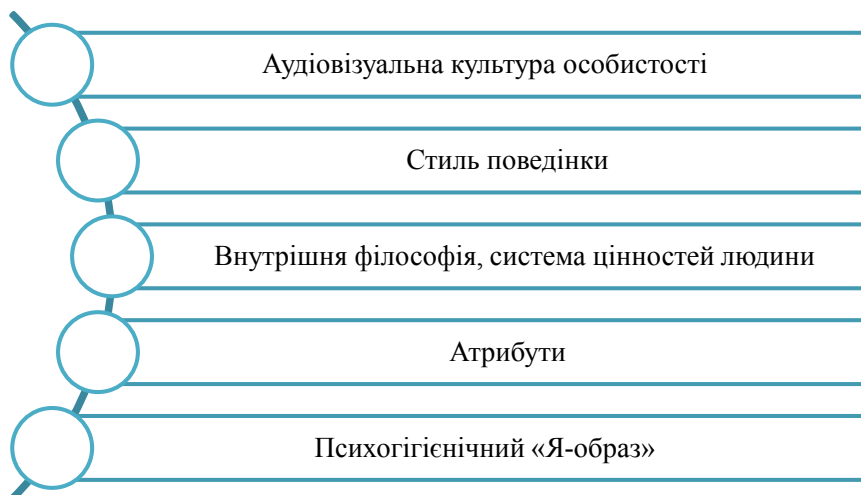 Аудіовізуальна культура особистості
Стиль поведінки
Внутрішня філософія, система цінностей людини
Атрибути
Психогігієнічний «Я-образ»